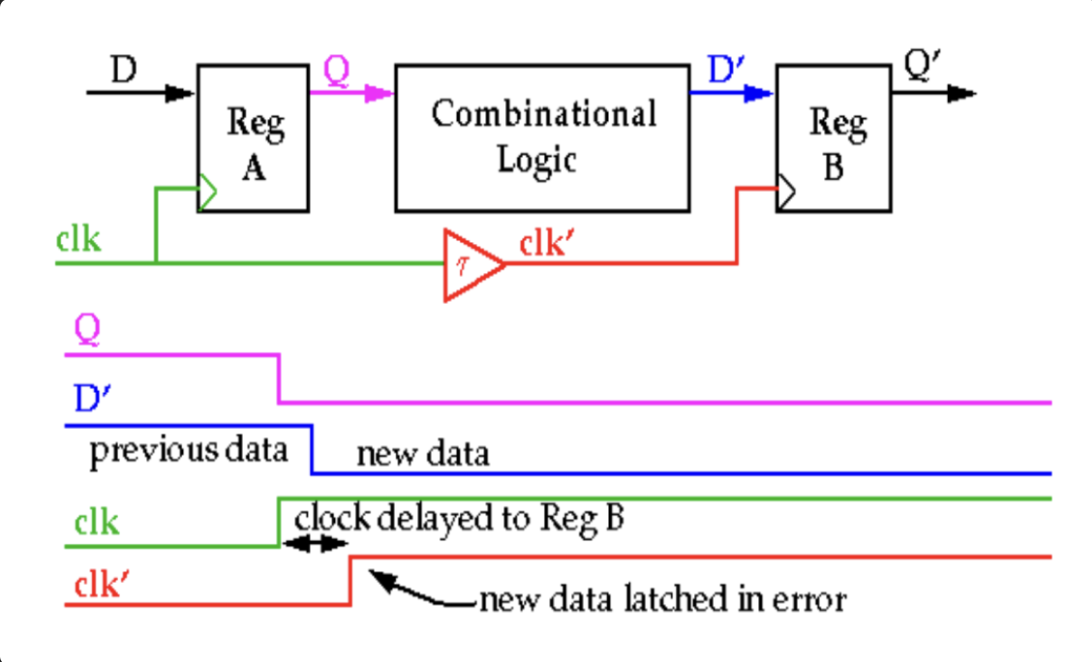 D
Q
D′
Q′
Reg
A
Combinational
Logic
Reg
B
clk
τ
clk′
Q
D′
previous data
new data
clk
clock delayed to Reg B
clk′
new data latched in error